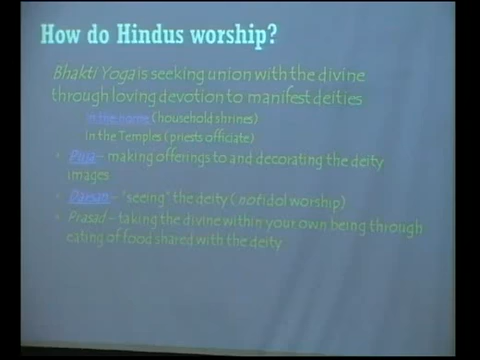 How do Hindus worship?
Bhakti Yoga is seeking union with the divine
through loving devotion to manifest deities
In the home (household shrines)
In the Temples (priests officiate)
• Puja - making offerings to and decorating the deity
images
• Darsan - "seeing" the deity (not idol worship)
• Prasad - taking the divine within your own being through
eating of food shared with the deity